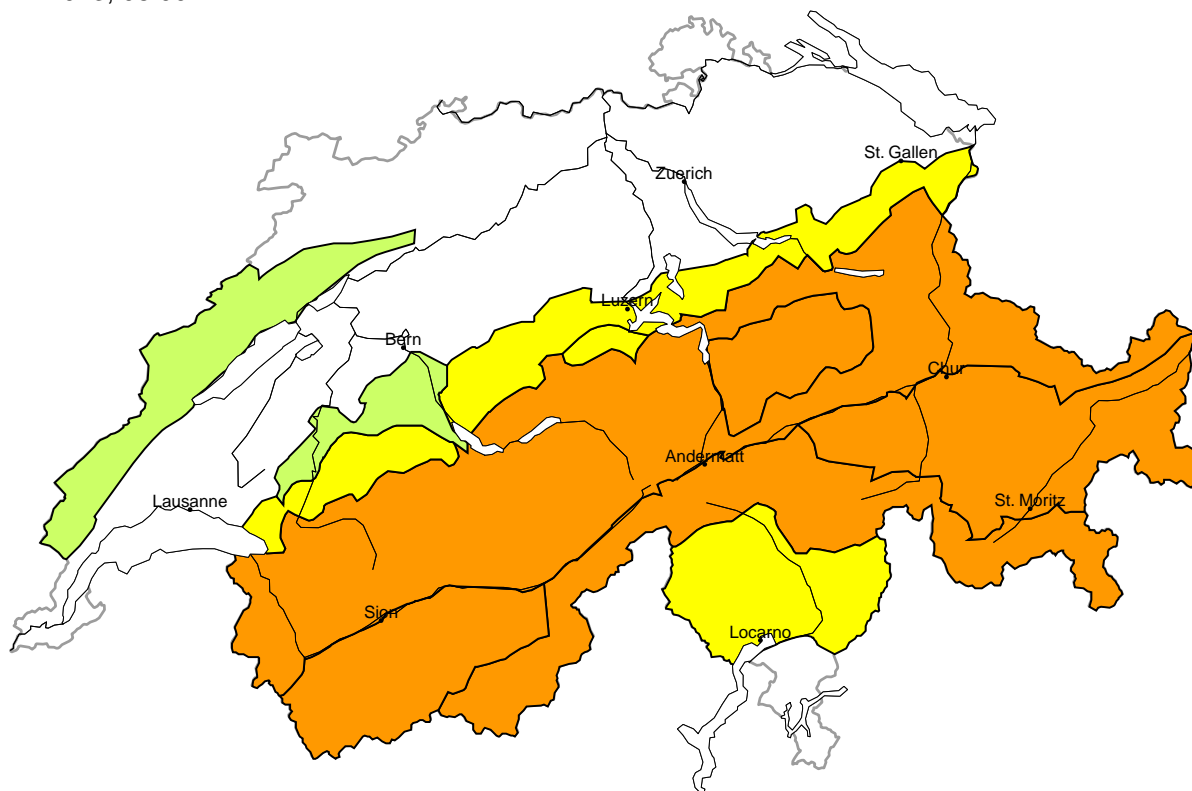 St. Gallen
Zuerich
Luzern
Bern
Chur
Andermatt
Lausanne
St. Moritz
Sion
Locarno